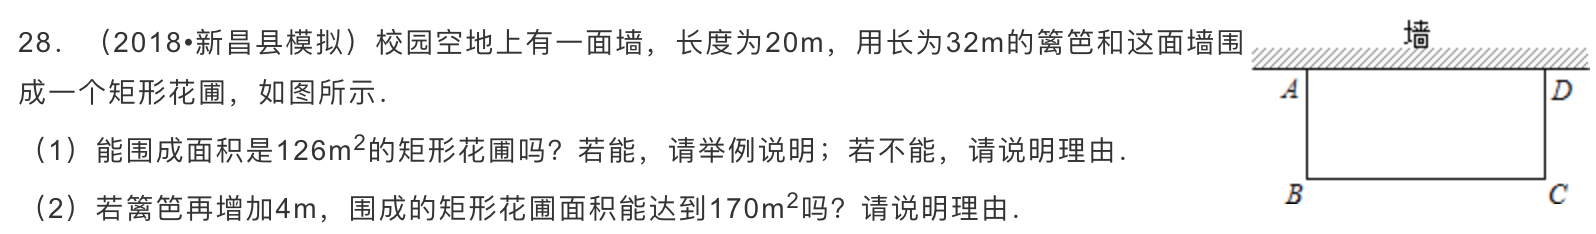 28．（2018•新昌县模拟）校园空地上有一面墙，长度为20m，用长为32m的篱笆和这面墙围
成一个矩形花圃，如图所示．
（1）能围成面积是126m²的矩形花圃吗？若能，请举例说明；若不能，请说明理由．
（2）若篱笆再增加4m，围成的矩形花圃面积能达到170m²吗？请说明理由．
墙
A
D
B
C